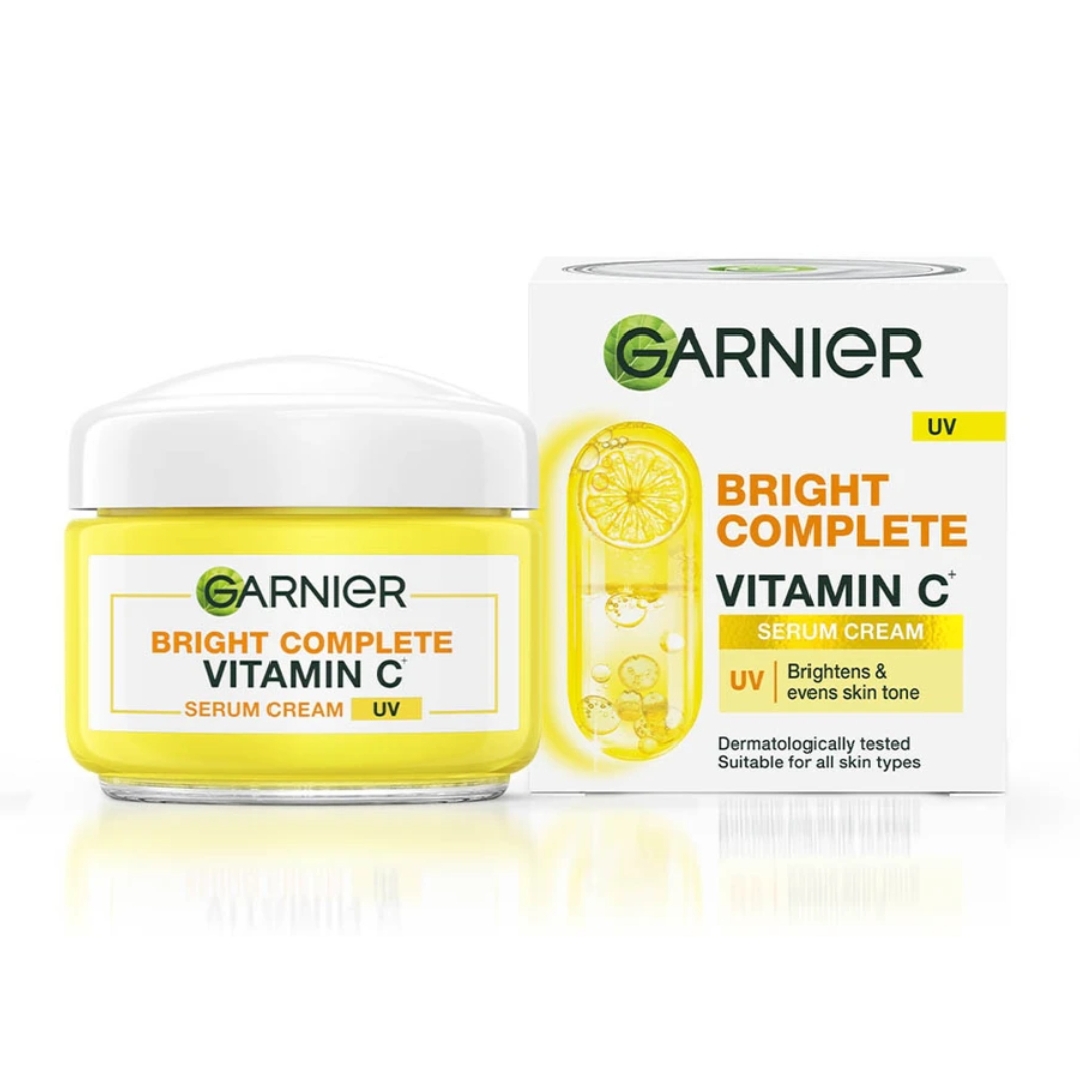 GARNIER
BRIGHT COMPLETE
VITAMIN C+
SERUM CREAM UV
GARNIER
UV
BRIGHT
COMPLETE
VITAMIN C+
SERUM CREAM
UV
Brightens &
evens skin tone
Dermatologically tested
Suitable for all skin types